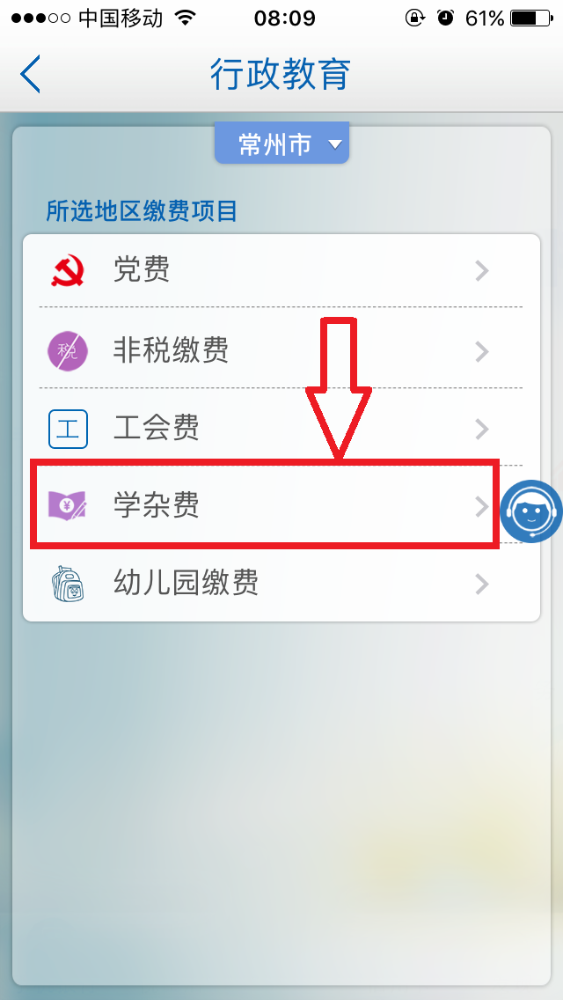 中国移动 08:09 61%
行政教育
常州市
所选地区缴费项目
党费
税 非税缴费
工 工会费
¥ 学杂费
幼儿园缴费